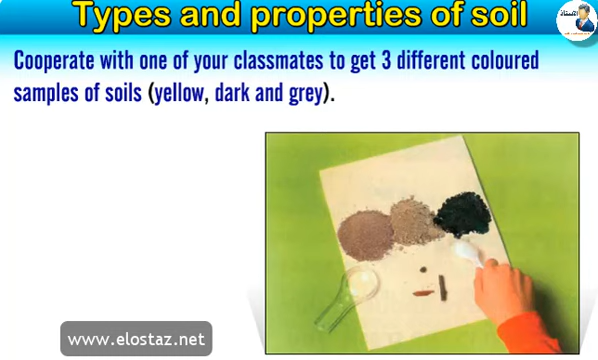 Types and properties of soil
الأستاذ
Cooperate with one of your classmates to get 3 different coloured
samples of soils (yellow, dark and grey).
www.elostaz.net